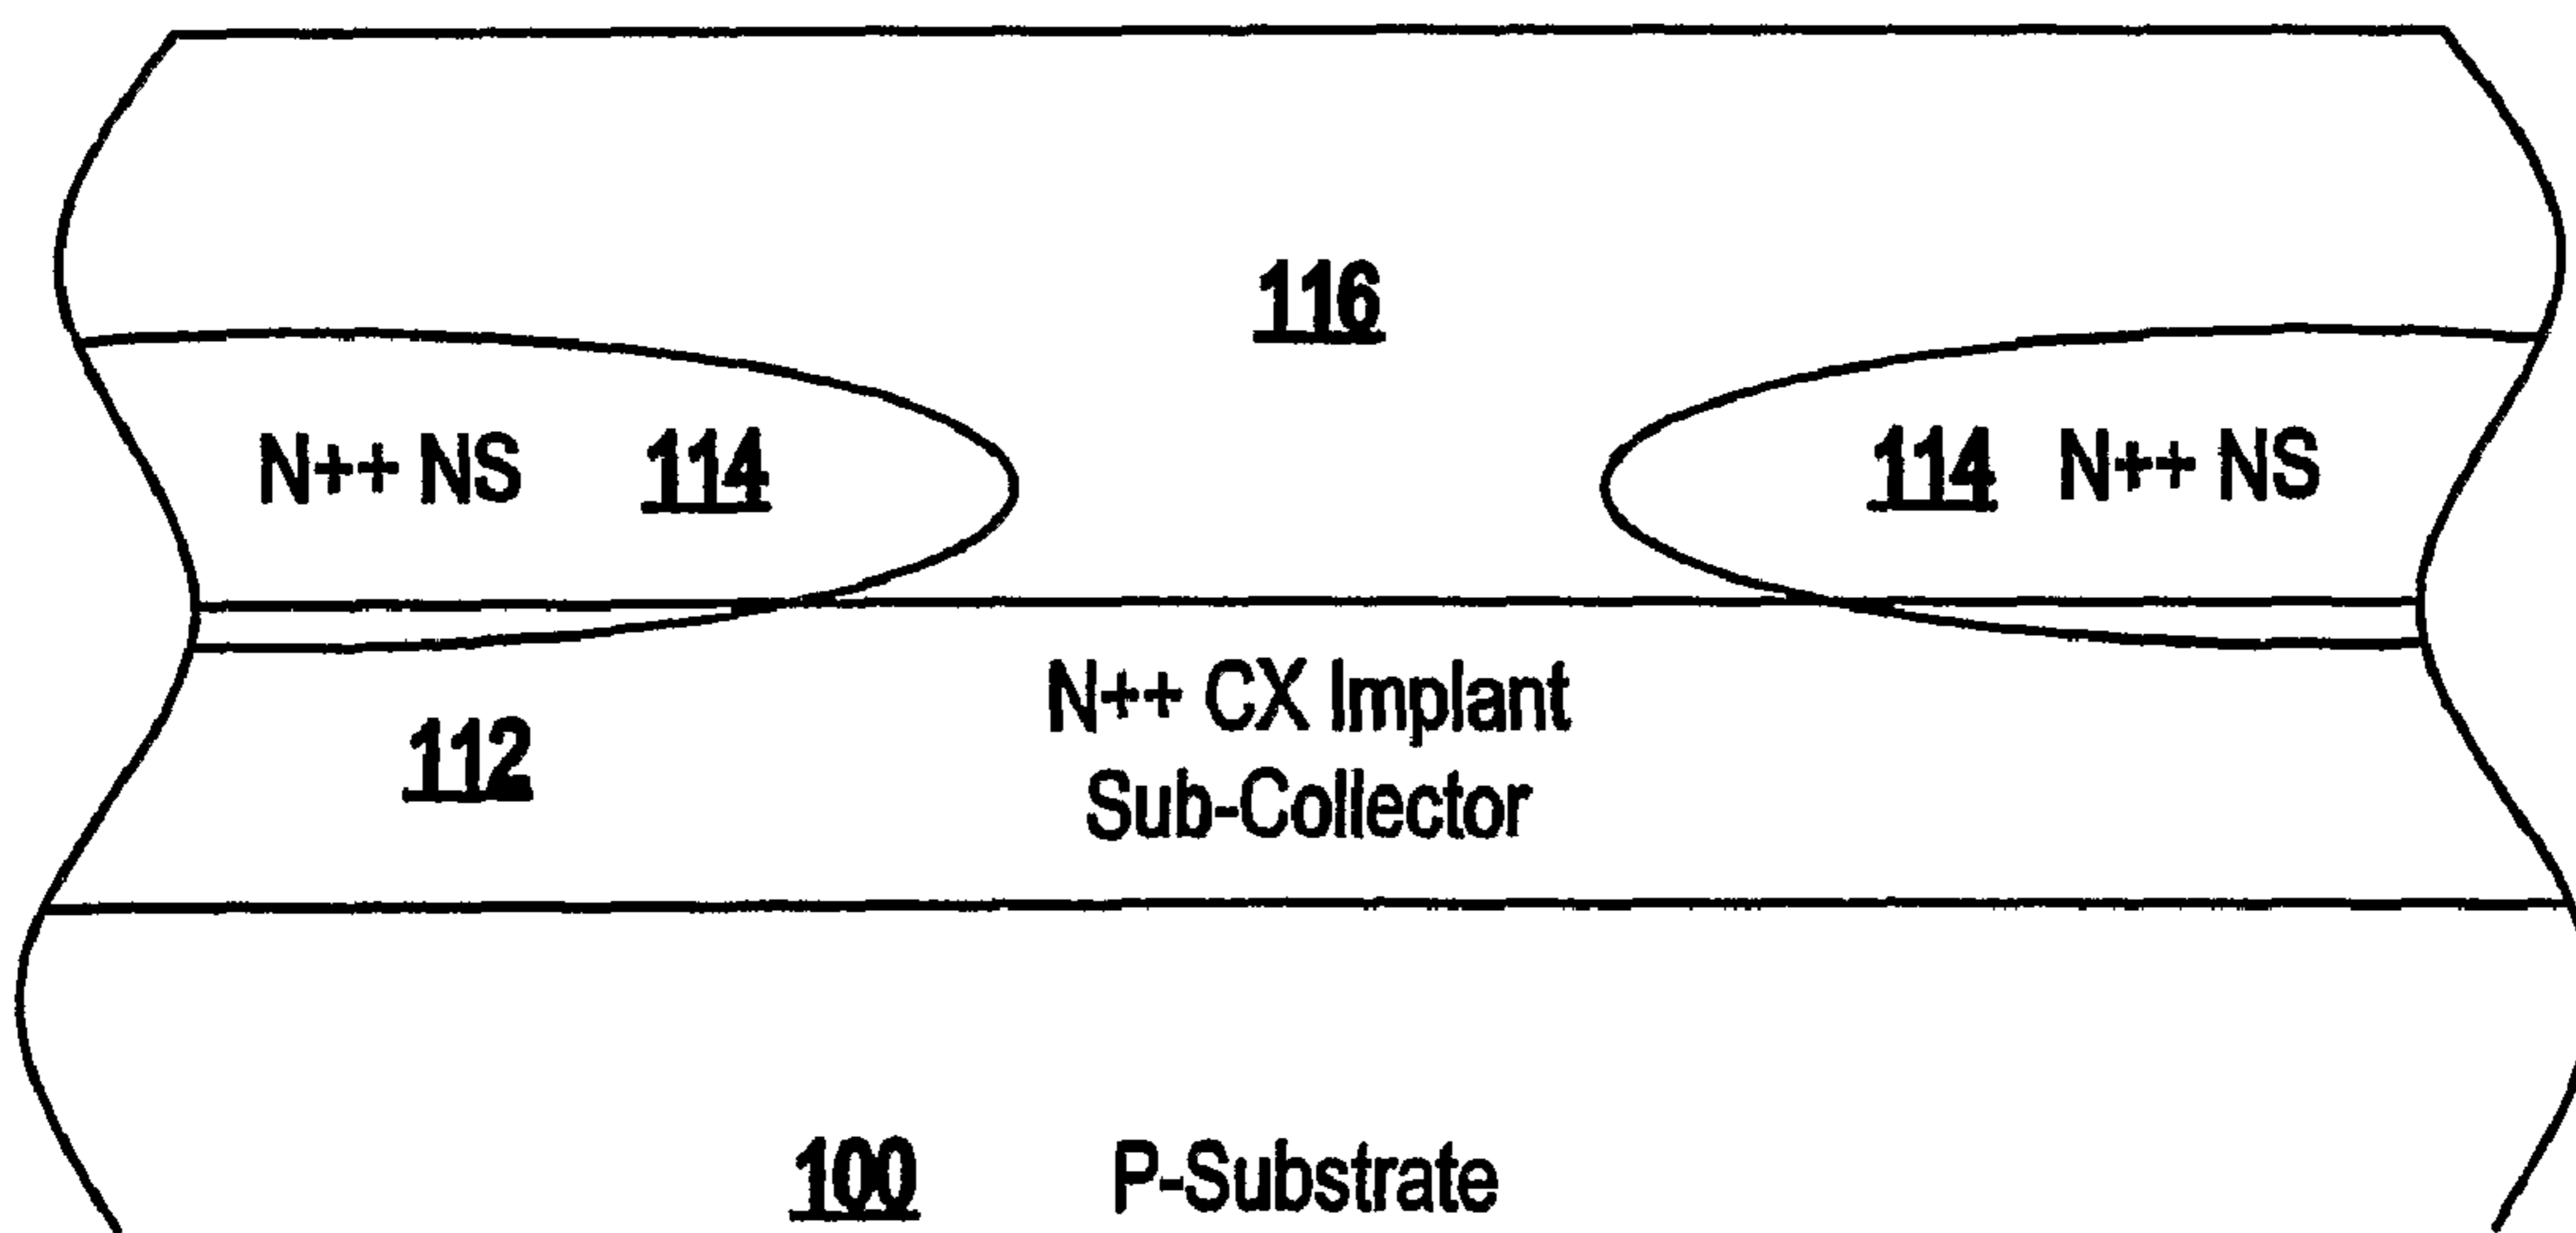 116
N++ NS 114
114 N++ NS
N++ CX Implant
112
Sub-Collector
100 P-Substrate